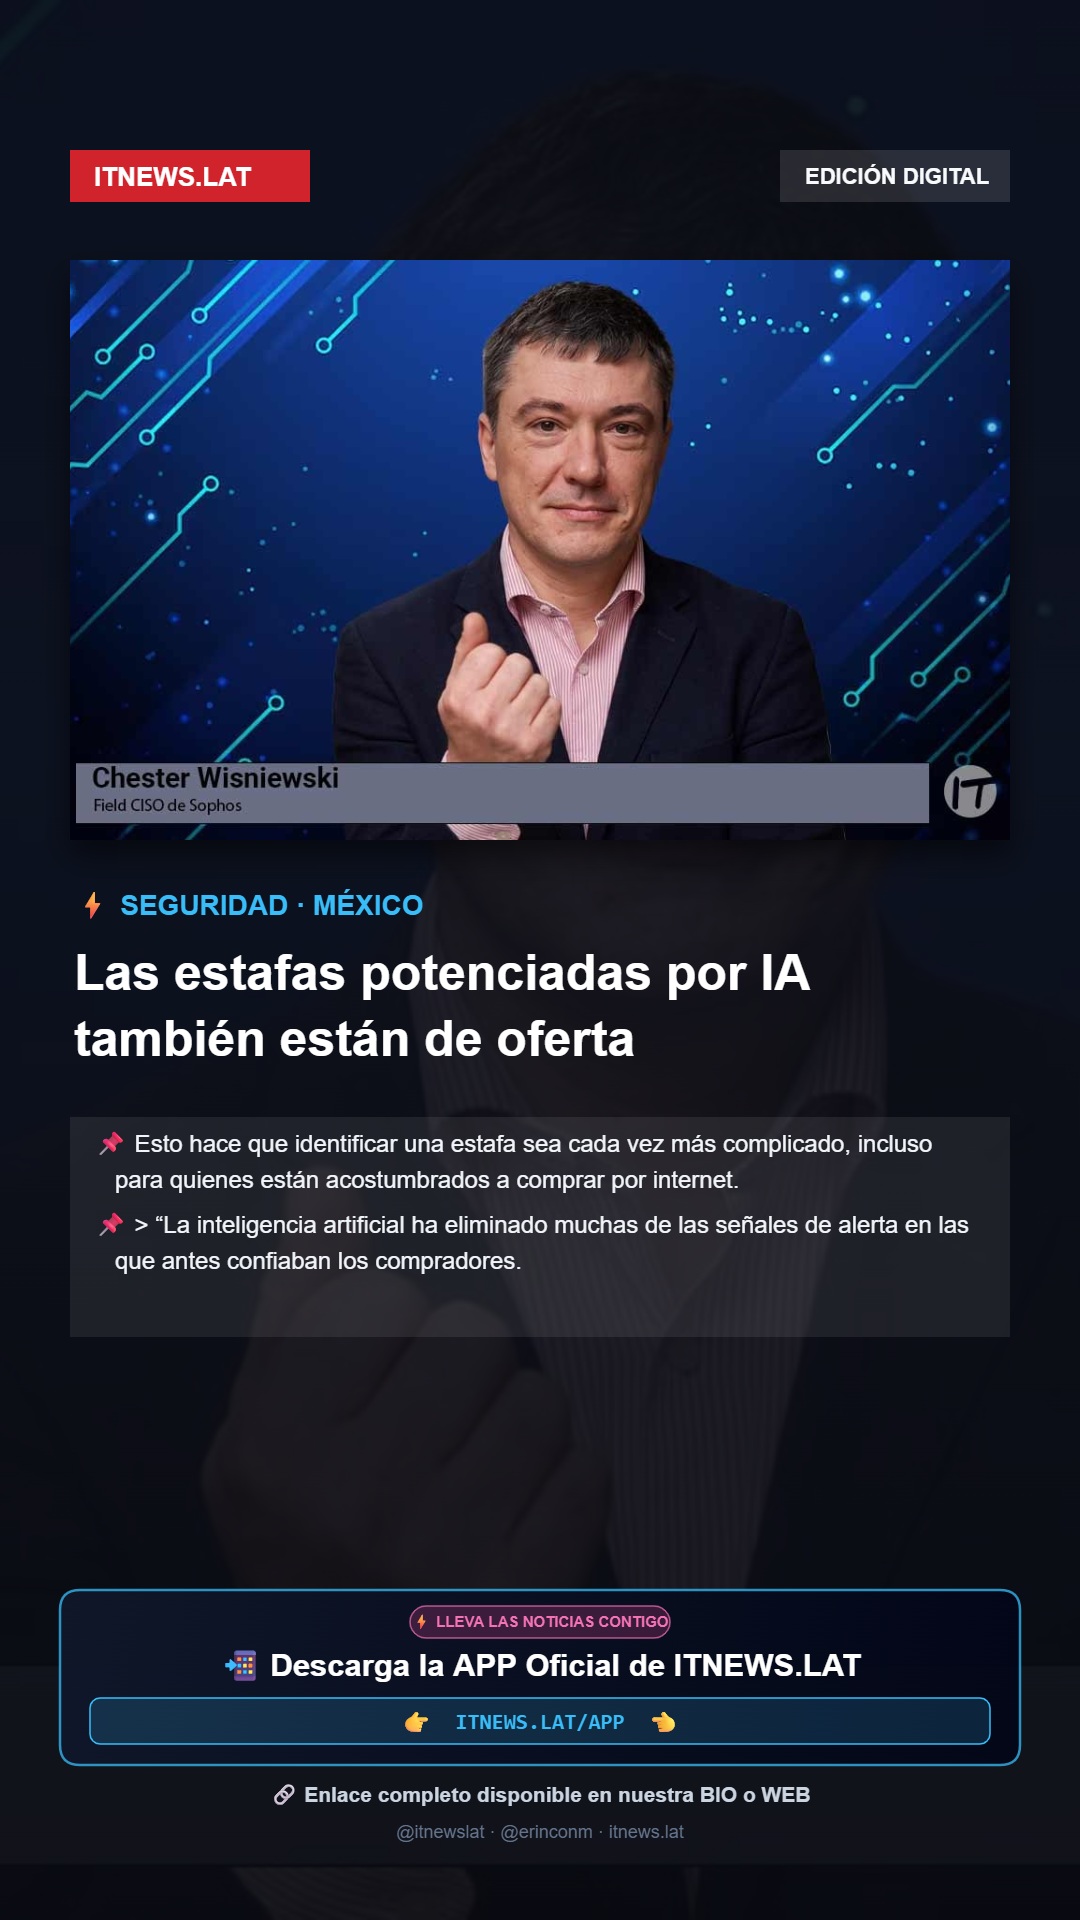 ITNEWS.LAT
EDICIÓN DIGITAL
Chester Wisniewski
Field CISO de Sophos
IT
SEGURIDAD · MÉXICO
Las estafas potenciadas por IA
también están de oferta
Esto hace que identificar una estafa sea cada vez más complicado, incluso
para quienes están acostumbrados a comprar por internet.
> “La inteligencia artificial ha eliminado muchas de las señales de alerta en las
que antes confiaban los compradores.
LLEVA LAS NOTICIAS CONTIGO
Descarga la APP Oficial de ITNEWS.LAT
ITNEWS.LAT/APP
Enlace completo disponible en nuestra BIO o WEB
@itnewslat · @erinconm · itnews.lat